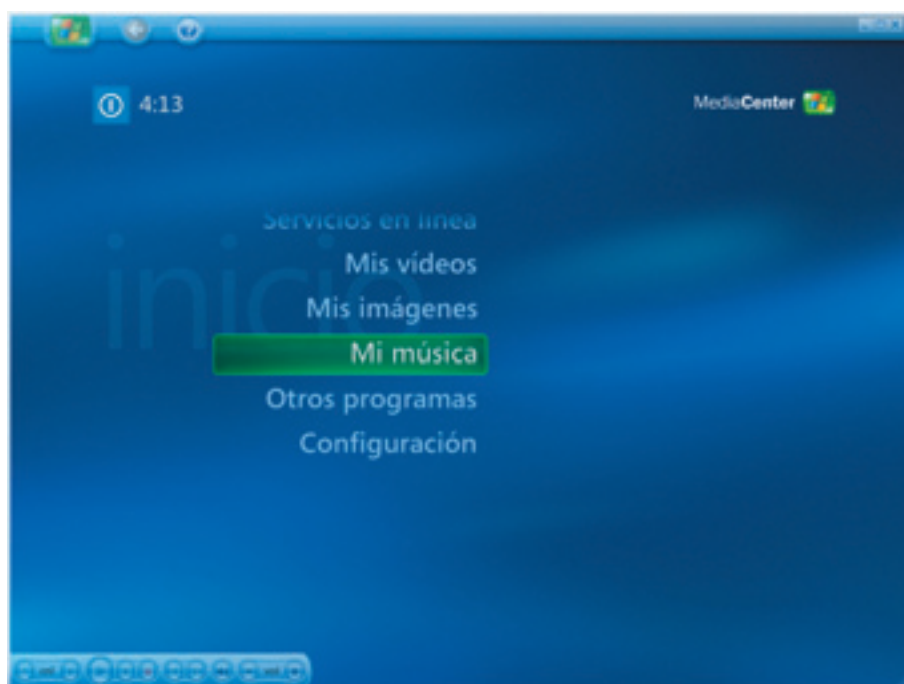 4:13
MediaCenter
inicio
Servicios en línea
Mis vídeos
Mis imágenes
Mi música
Otros programas
Configuración